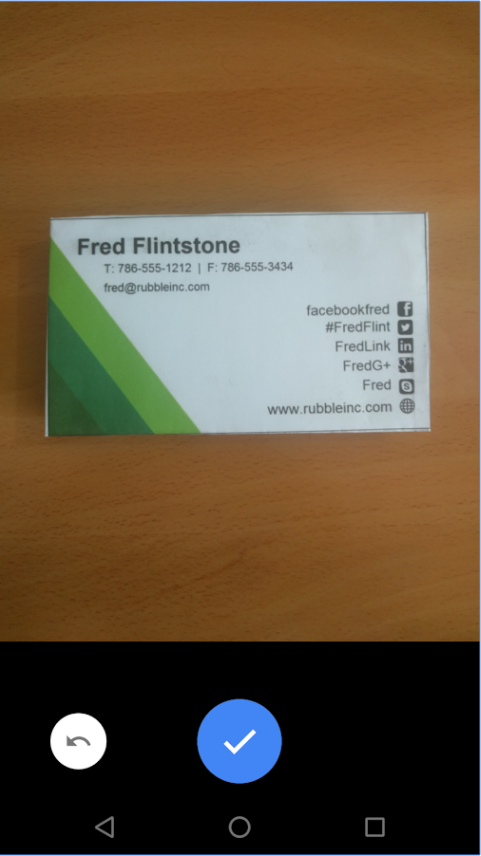 Fred Flintstone
T: 786-555-1212 | F: 786-555-3434
fred@rubbleinc.com
facebookfred
#FredFlint
FredLink
FredG+
Fred
www.rubbleinc.com